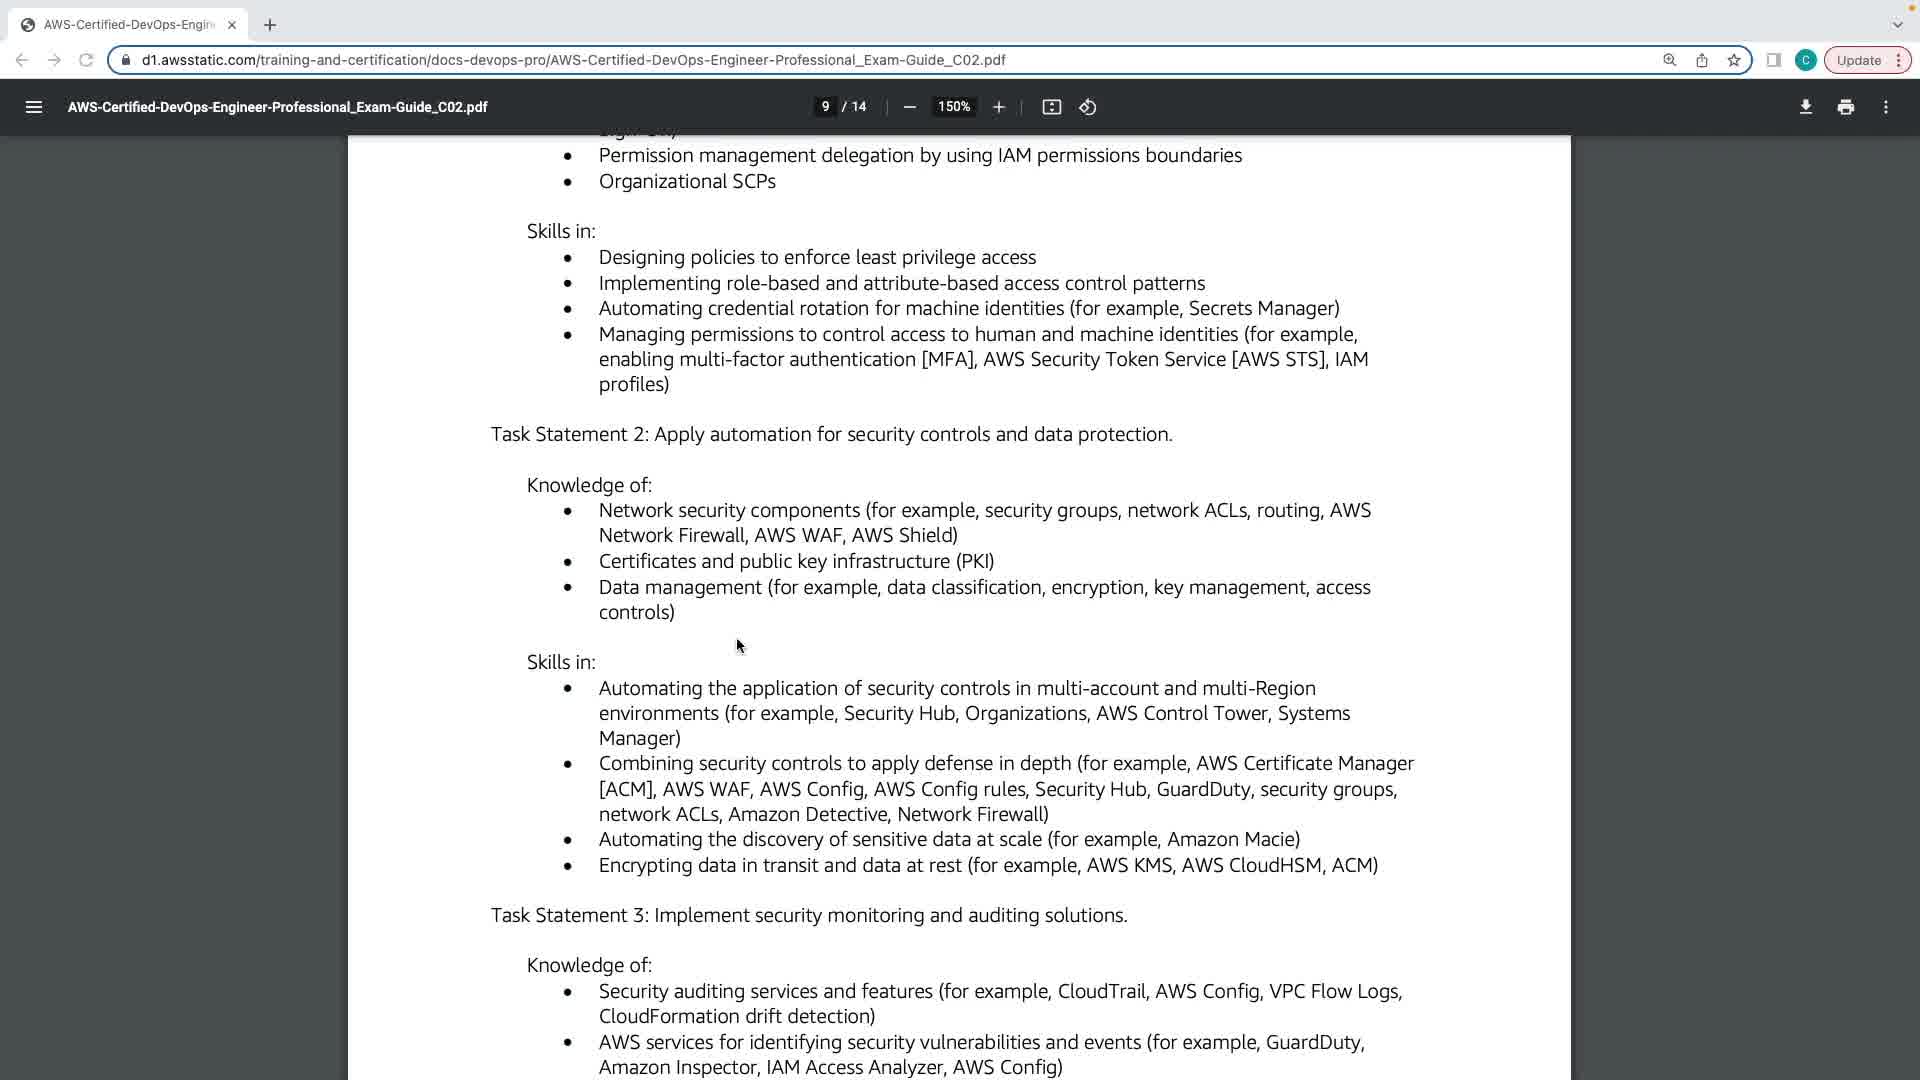 AWS-Certified-DevOps-Engin
d1.awsstatic.com/training-and-certification/docs-devops-pro/AWS-Certified-DevOps-Engineer-Professional_Exam-Guide_C02.pdf
C
Update
AWS-Certified-DevOps-Engineer-Professional_Exam-Guide_C02.pdf
9 / 14
150%
• Permission management delegation by using IAM permissions boundaries
• Organizational SCPs
Skills in:
• Designing policies to enforce least privilege access
• Implementing role-based and attribute-based access control patterns
• Automating credential rotation for machine identities (for example, Secrets Manager)
• Managing permissions to control access to human and machine identities (for example,
enabling multi-factor authentication [MFA], AWS Security Token Service [AWS STS], IAM
profiles)
Task Statement 2: Apply automation for security controls and data protection.
Knowledge of:
• Network security components (for example, security groups, network ACLs, routing, AWS
Network Firewall, AWS WAF, AWS Shield)
• Certificates and public key infrastructure (PKI)
• Data management (for example, data classification, encryption, key management, access
controls)
Skills in:
• Automating the application of security controls in multi-account and multi-Region
environments (for example, Security Hub, Organizations, AWS Control Tower, Systems
Manager)
• Combining security controls to apply defense in depth (for example, AWS Certificate Manager
[ACM], AWS WAF, AWS Config, AWS Config rules, Security Hub, GuardDuty, security groups,
network ACLs, Amazon Detective, Network Firewall)
• Automating the discovery of sensitive data at scale (for example, Amazon Macie)
• Encrypting data in transit and data at rest (for example, AWS KMS, AWS CloudHSM, ACM)
Task Statement 3: Implement security monitoring and auditing solutions.
Knowledge of:
• Security auditing services and features (for example, CloudTrail, AWS Config, VPC Flow Logs,
CloudFormation drift detection)
• AWS services for identifying security vulnerabilities and events (for example, GuardDuty,
Amazon Inspector, IAM Access Analyzer, AWS Config)